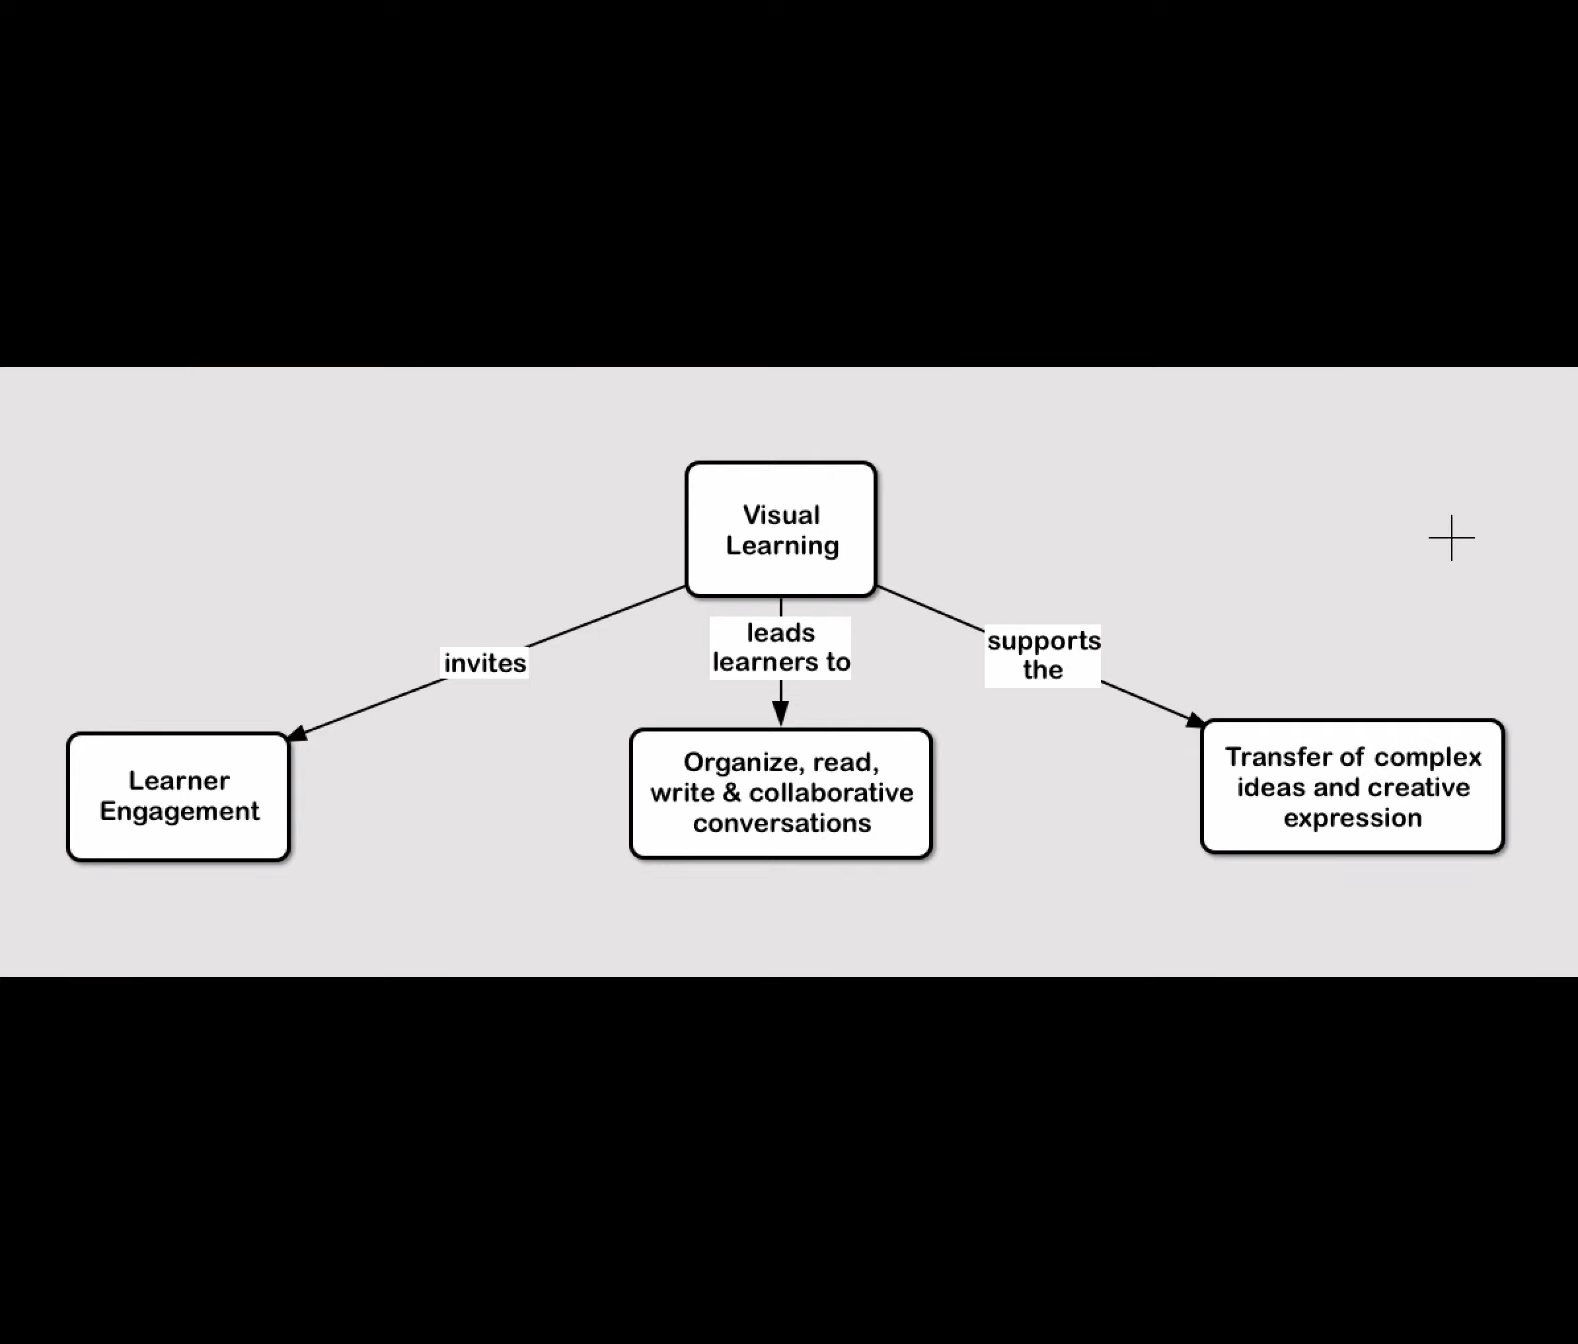 Visual
Learning
invites
leads
learners to
supports
the
Learner
Engagement
Organize, read,
write & collaborative
conversations
Transfer of complex
ideas and creative
expression